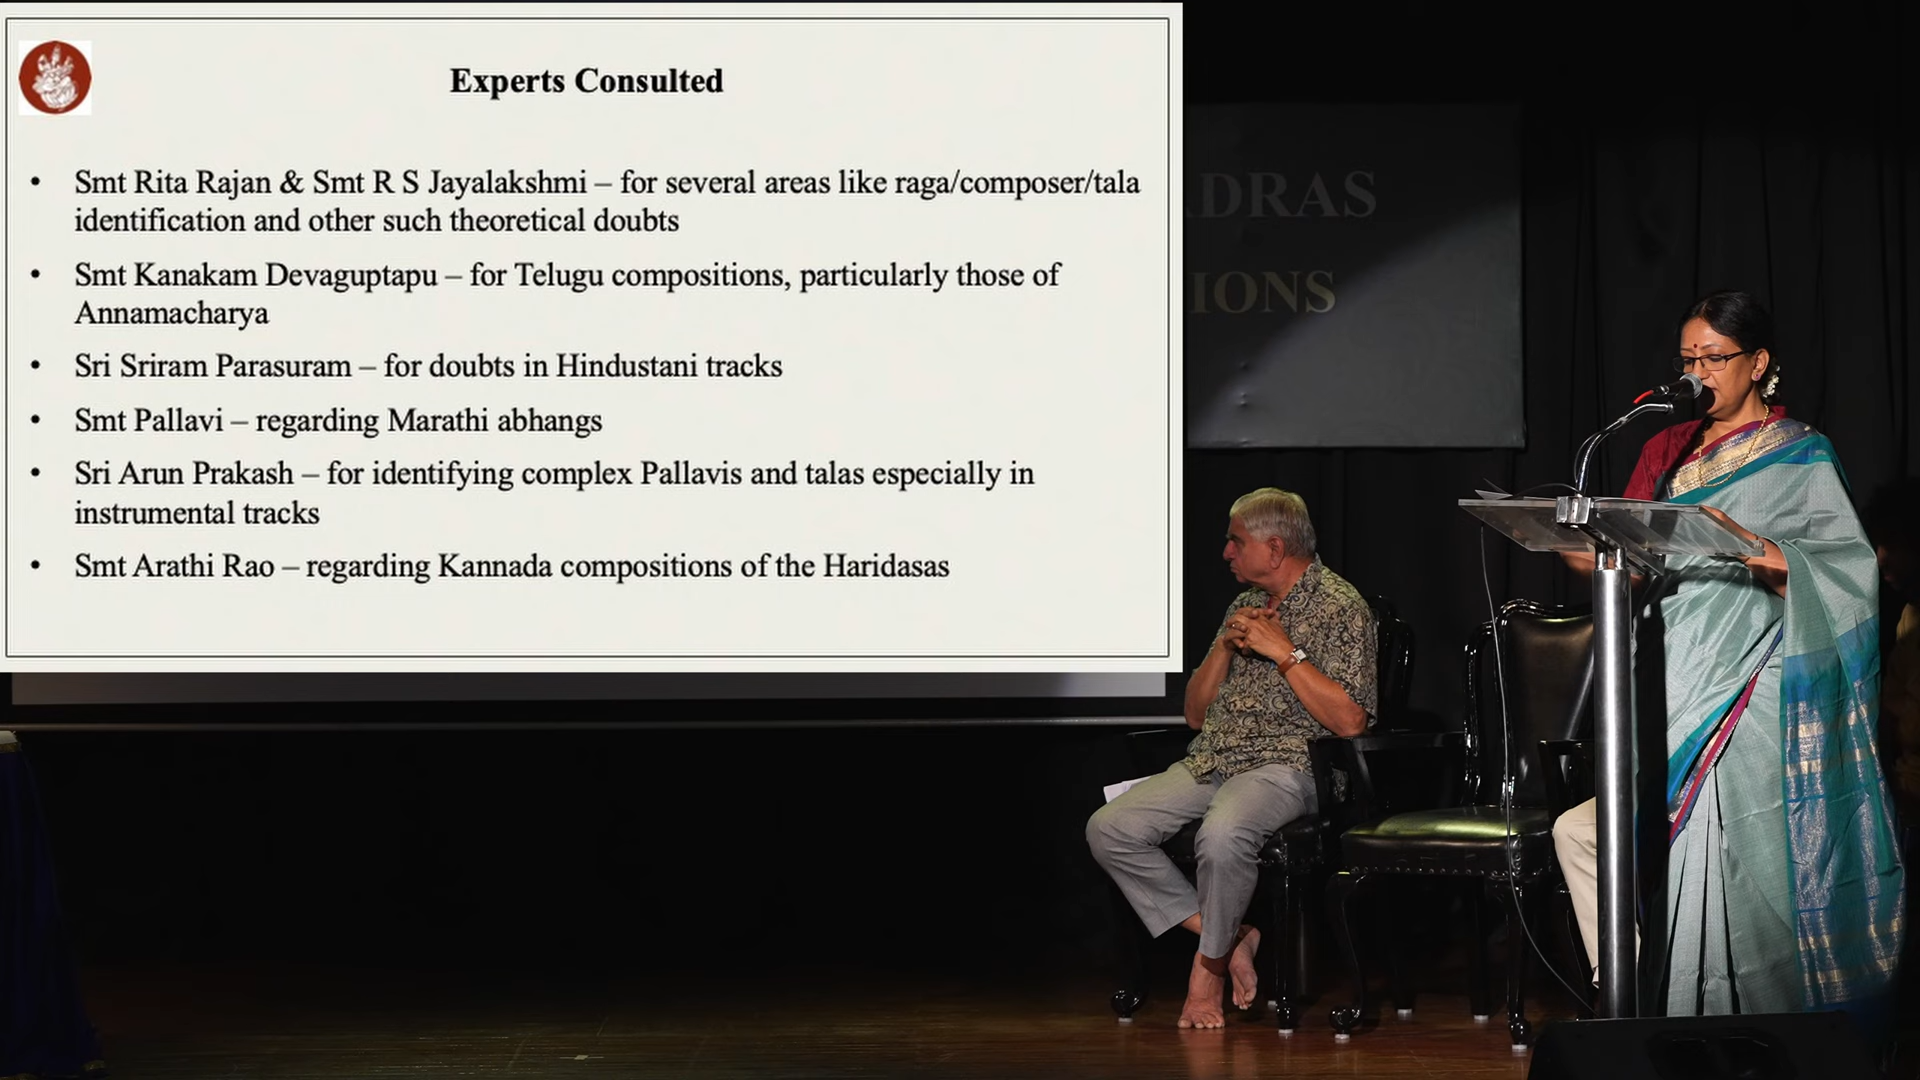 Experts Consulted
• Smt Rita Rajan & Smt R S Jayalakshmi – for several areas like raga/composer/tala
identification and other such theoretical doubts
• Smt Kanakam Devaguptapu – for Telugu compositions, particularly those of
Annamacharya
• Sri Sriram Parasuram – for doubts in Hindustani tracks
• Smt Pallavi – regarding Marathi abhangs
• Sri Arun Prakash – for identifying complex Pallavis and talas especially in
instrumental tracks
• Smt Arathi Rao – regarding Kannada compositions of the Haridasas
DRAS
IONS